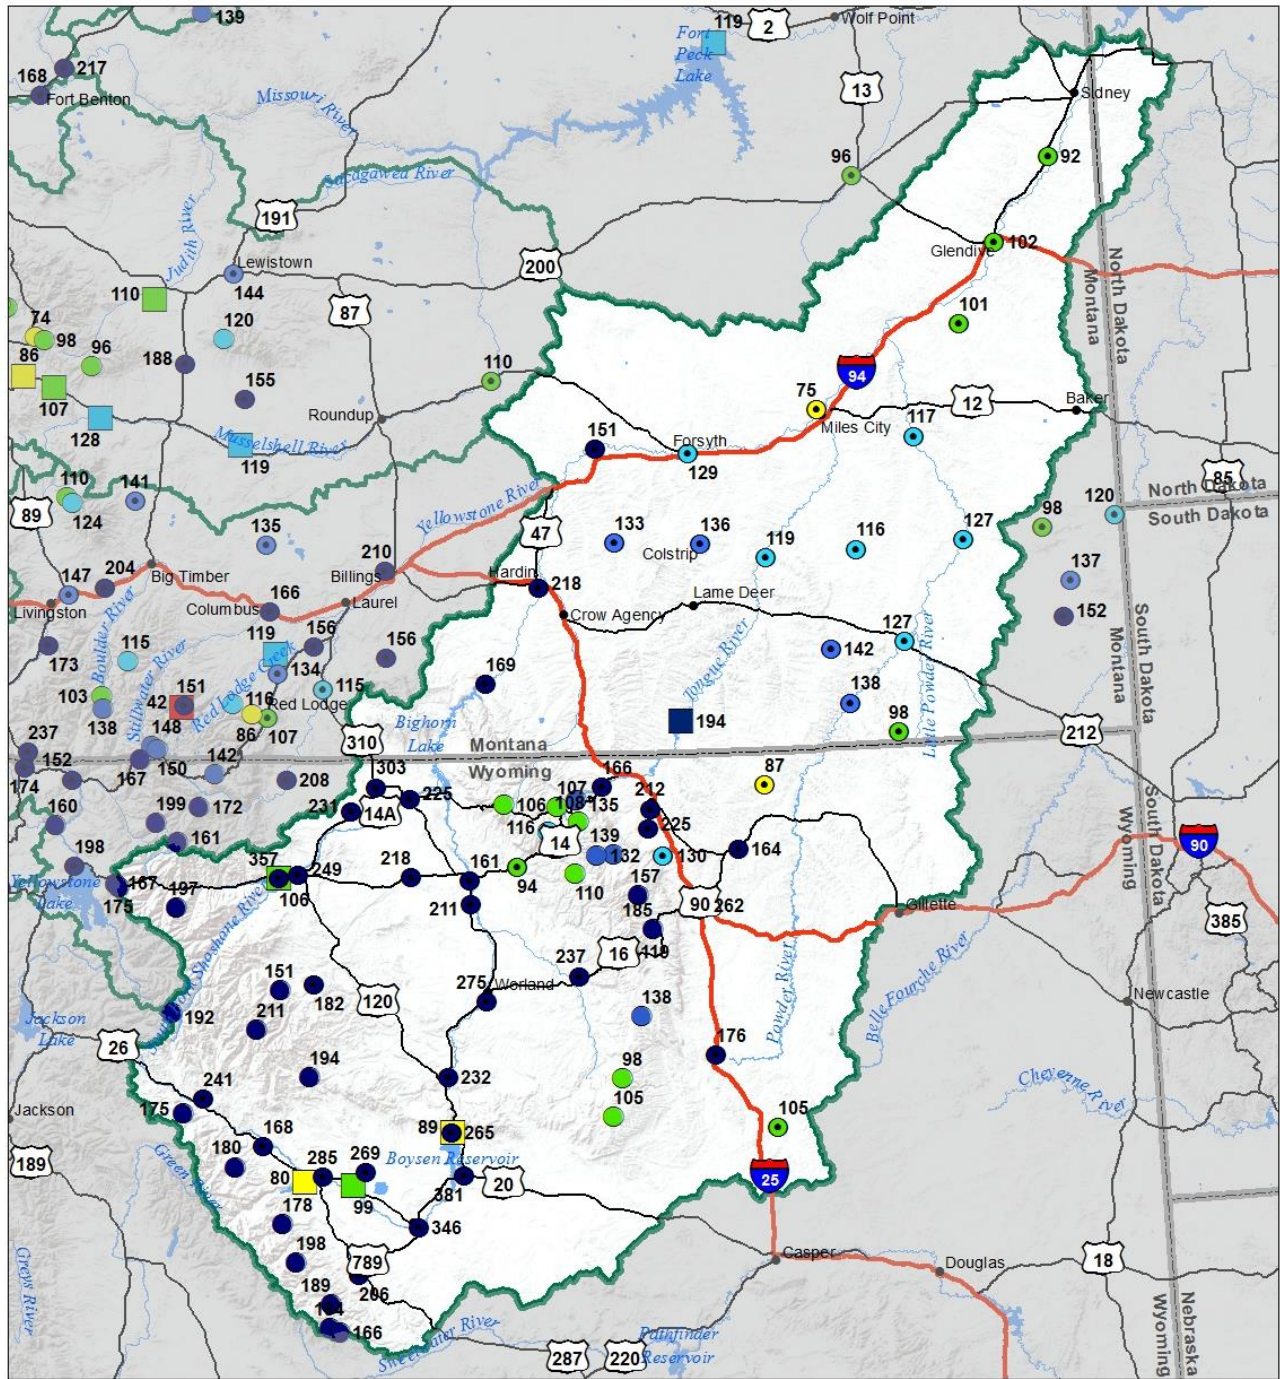 139
119
2
Wolf Point
Fort
Peck
Lake
168
217
Fort Benton
Missouri River
13
Sidney
96
92
Sacagawea River
191
Judith River
Lewistown
144
200
Glendive
102
North Dakota
Montana
110
87
101
74
98
120
86
96
188
107
155
110
94
75
12
Baker
128
Roundup
Miles City
117
Musselshell River
119
151
Forsyth
129
110
124
141
89
Yellowstone River
85
North Dakota
South Dakota
120
98
135
47
133
136
Colstrip
119
116
127
210
137
147
204
Big Timber
Billings
Hardin
218
Livingston
Columbus
166
Laurel
Crow Agency
Lame Deer
152
Boulder River
173
115
119
156
156
134
127
142
South Dakota
Montana
Stillwater River
Red Lodge Creek
103
138
42
151
116
115
Red Lodge
86
107
169
Tongue River
138
Little Powder River
194
98
Bighorn
Lake
310
212
237
148
152
167
150
142
174
208
Montana
Wyoming
303
166
87
160
199
172
231
14A
225
106
107
108
135
116
14
212
225
South Dakota
Wyoming
90
161
198
139
132
130
164
357
249
218
161
94
110
157
Yellowstone
Lake
167
175
197
106
211
185
90
262
Gillette
385
119
South Fork Shoshone River
237
16
151
182
120
275
Worland
Powder River
Belle Fourche River
Newcastle
192
211
138
Jackson
Lake
26
176
194
232
98
Cheyenne River
241
105
105
Jackson
175
89
265
168
180
285
269
Boysen Reservoir
189
Green River
80
99
381
20
25
178
346
198
789
Casper
Douglas
18
189
206
Greys River
166
Sweetwater River
287
220
Pathfinder
Reservoir
Nebraska
Wyoming